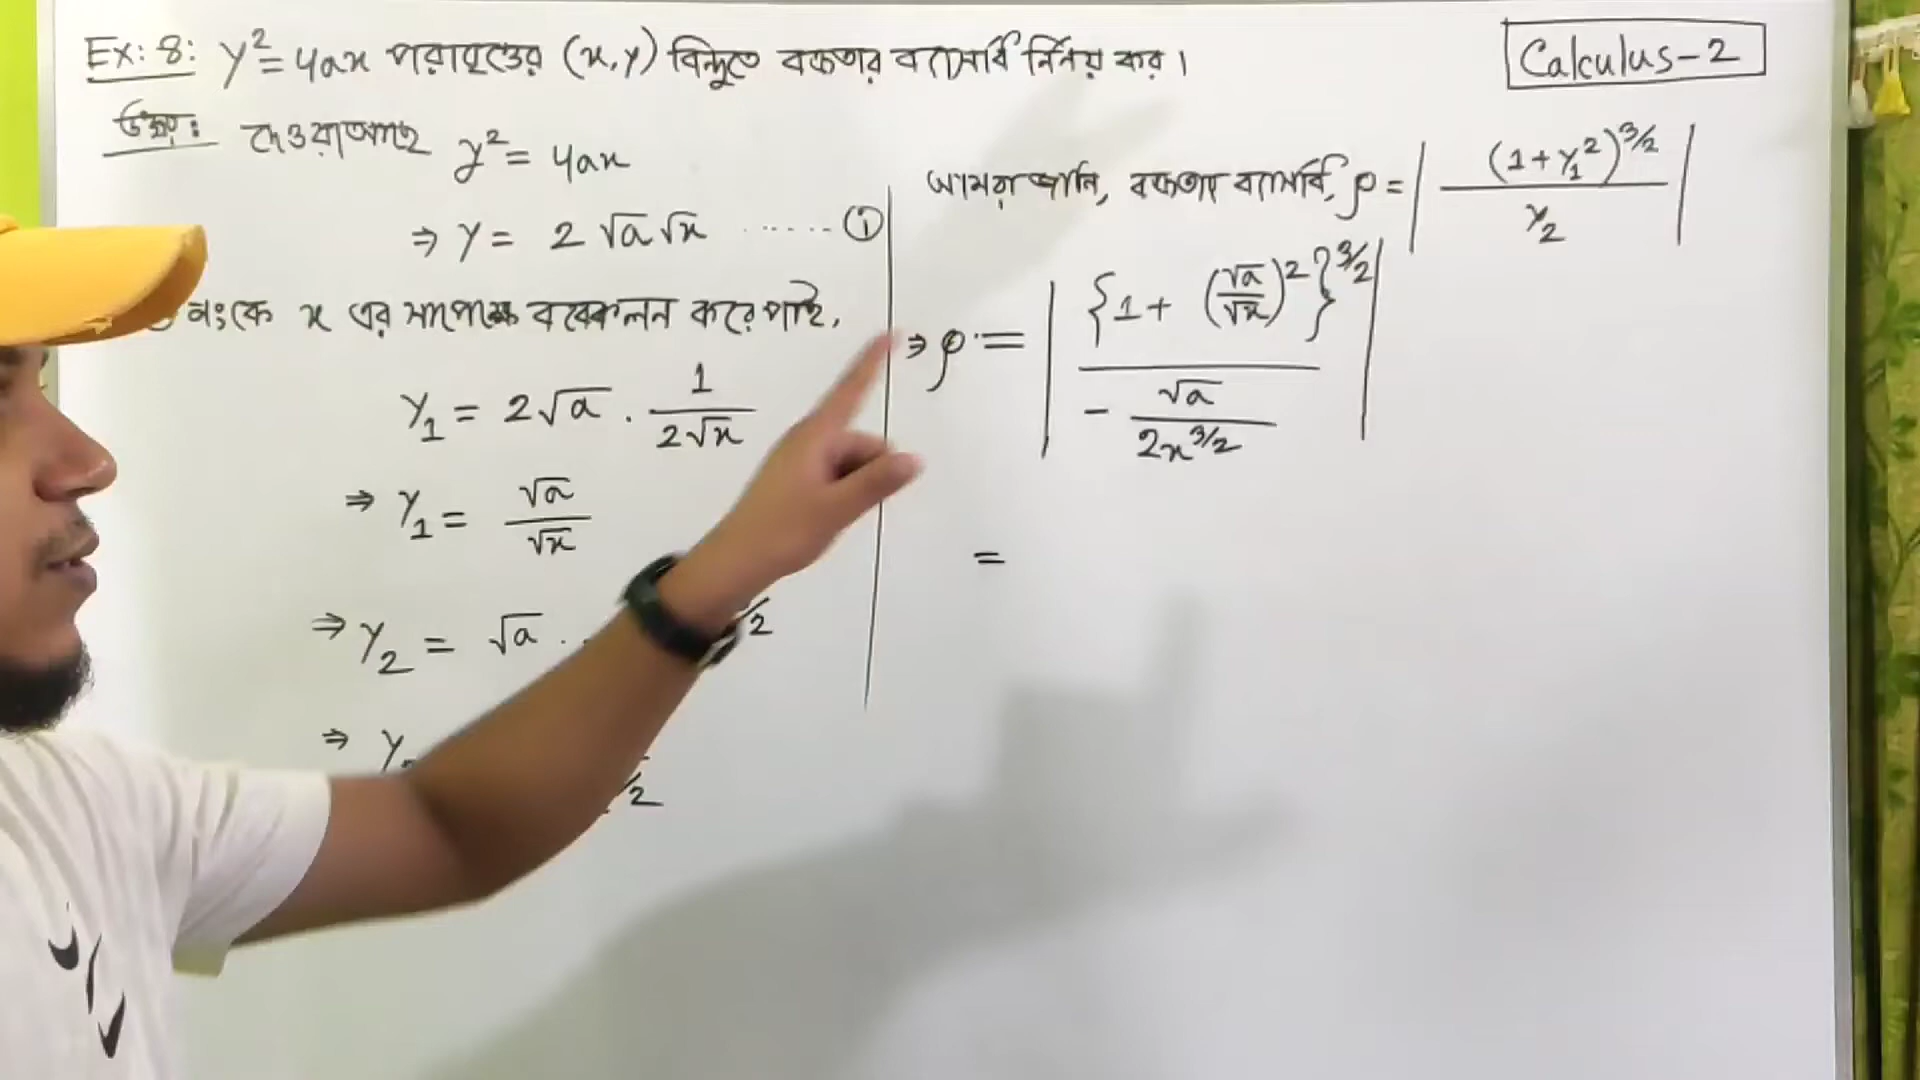 Ex: 8: y² = 4ax পরাবৃত্তের (x, y) বিন্দুতে বক্রতার ব্যাসার্ধ নির্নয় কর।
Calculus-2
উত্তর: দেওয়া আছে y² = 4ax
⇒ y = 2√a√x ...... ①
নং কে x এর সাপেক্ষে ব্যবকলন করে পাই,
y₁ = 2√a · 1/(2√x)
⇒ y₁ = √a/√x
⇒ y₂ = √a ·
⇒ y
আমরা জানি, বক্রতার ব্যাসার্ধ, ρ = | (1+y₁²)^(3/2) / y₂ |
⇒ ρ = | {1 + (√a/√x)²}^(3/2) / (- √a/(2x^(3/2))) |
=